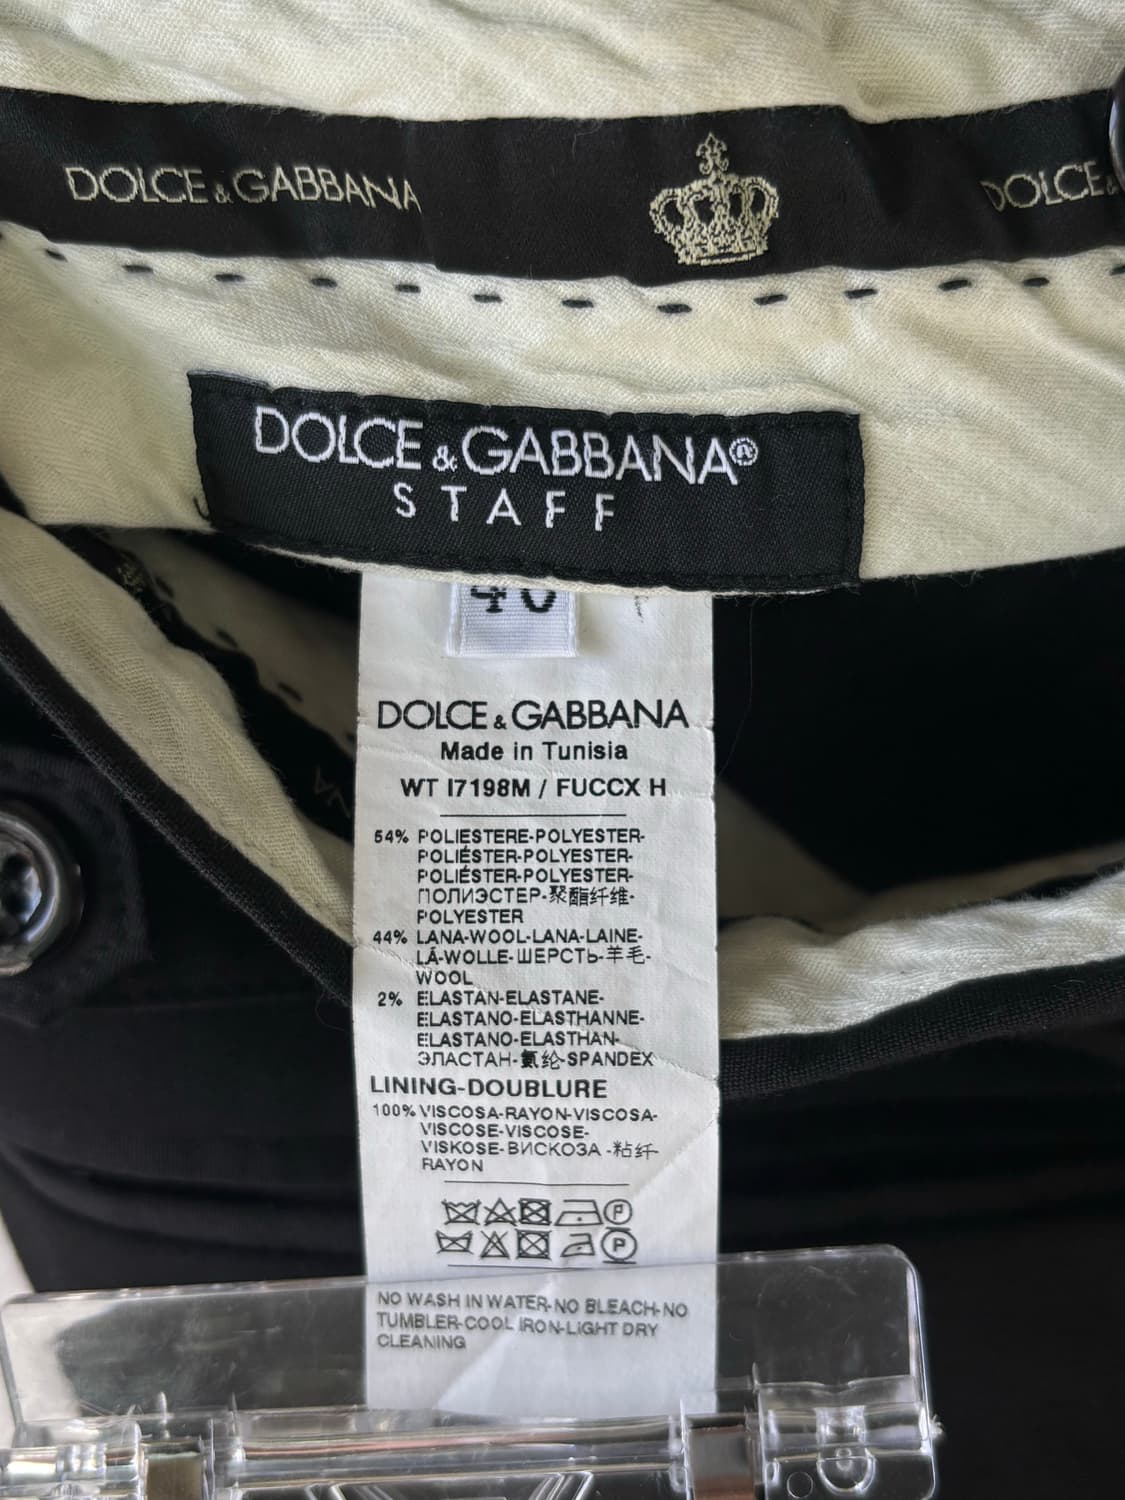 DOLCE & GABBANA DOLCE &
DOLCE & GABBANA®
STAFF
40
DOLCE & GABBANA
Made in Tunisia
WT I7198M / FUCCX H
54% POLIESTERE-POLYESTER-
POLIÉSTER-POLYESTER-
POLIÉSTER-POLYESTER-
ПОЛИЭСТЕР-聚酯纤维-
POLYESTER
44% LANA-WOOL-LANA-LAINE-
LÃ-WOLLE-ШЕРСТЬ-羊毛-
WOOL
2% ELASTAN-ELASTANE-
ELASTANO-ELASTHANNE-
ELASTANO-ELASTHAN-
ЭЛАСТАН-氨纶-SPANDEX
LINING-DOUBLURE
100% VISCOSA-RAYON-VISCOSA-
VISCOSE-VISCOSE-
VISKOSE-ВИСКОЗА -粘纤-
RAYON
F
P
NO WASH IN WATER-NO BLEACH-NO
TUMBLER-COOL IRON-LIGHT DRY
CLEANING